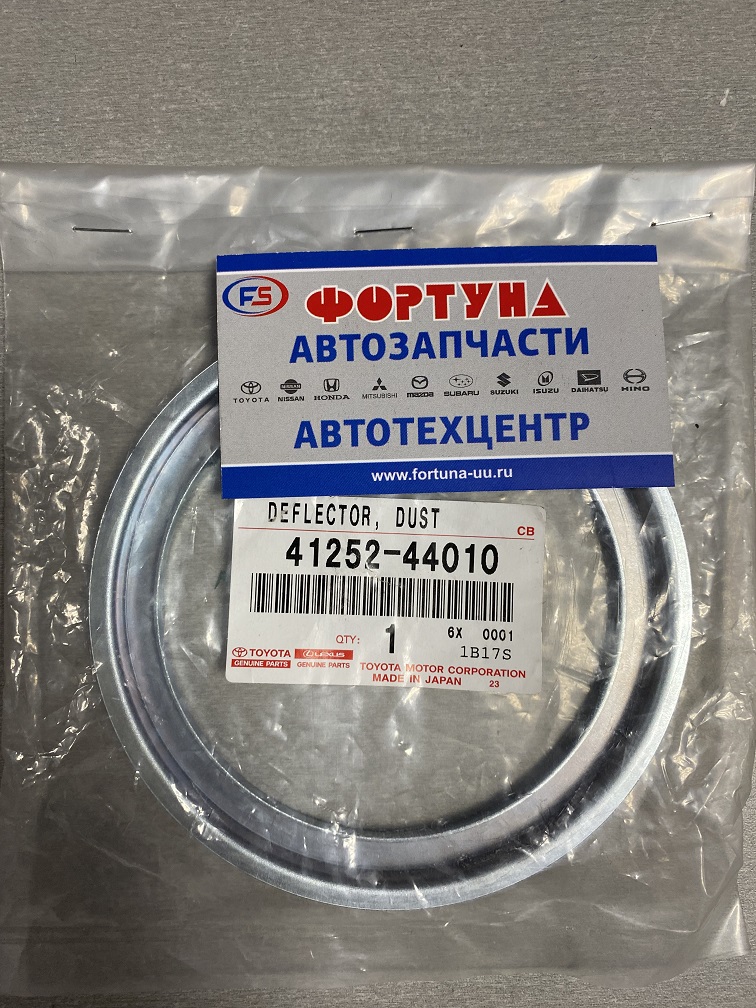 FS ФОРТУНА
АВТОЗАПЧАСТИ
TOYOTA NISSAN HONDA MITSUBISHI mazda SUBARU SUZUKI ISUZU DAIHATSU HINO
АВТОТЕХЦЕНТР
www.fortuna-uu.ru
DEFLECTOR, DUST
CB
41252-44010
QTY: 1 6X 0001
1B17S
TOYOTA LEXUS
GENUINE PARTS GENUINE PARTS
TOYOTA MOTOR CORPORATION
MADE IN JAPAN 23